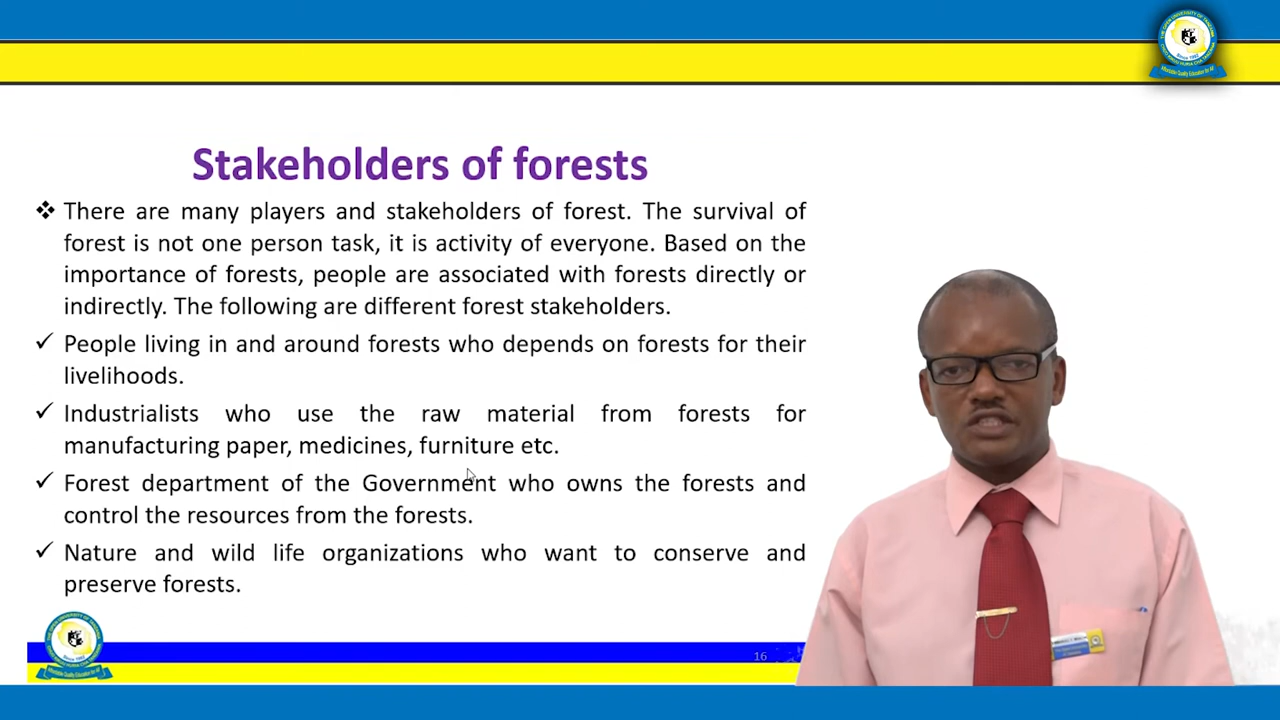 Stakeholders of forests
❖ There are many players and stakeholders of forest. The survival of
forest is not one person task, it is activity of everyone. Based on the
importance of forests, people are associated with forests directly or
indirectly. The following are different forest stakeholders.
✓ People living in and around forests who depends on forests for their
livelihoods.
✓ Industrialists who use the raw material from forests for
manufacturing paper, medicines, furniture etc.
✓ Forest department of the Government who owns the forests and
control the resources from the forests.
✓ Nature and wild life organizations who want to conserve and
preserve forests.
16